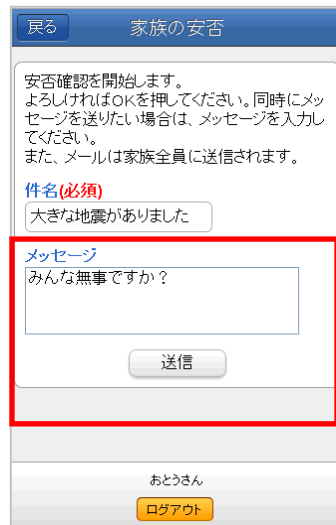 戻る
家族の安否
安否確認を開始します。
よろしければOKを押してください。同時にメッ
セージを送りたい場合は、メッセージを入力し
てください。
また、メールは家族全員に送信されます。
件名(必須)
大きな地震がありました
メッセージ
みんな無事ですか？
送信
おとうさん
ログアウト